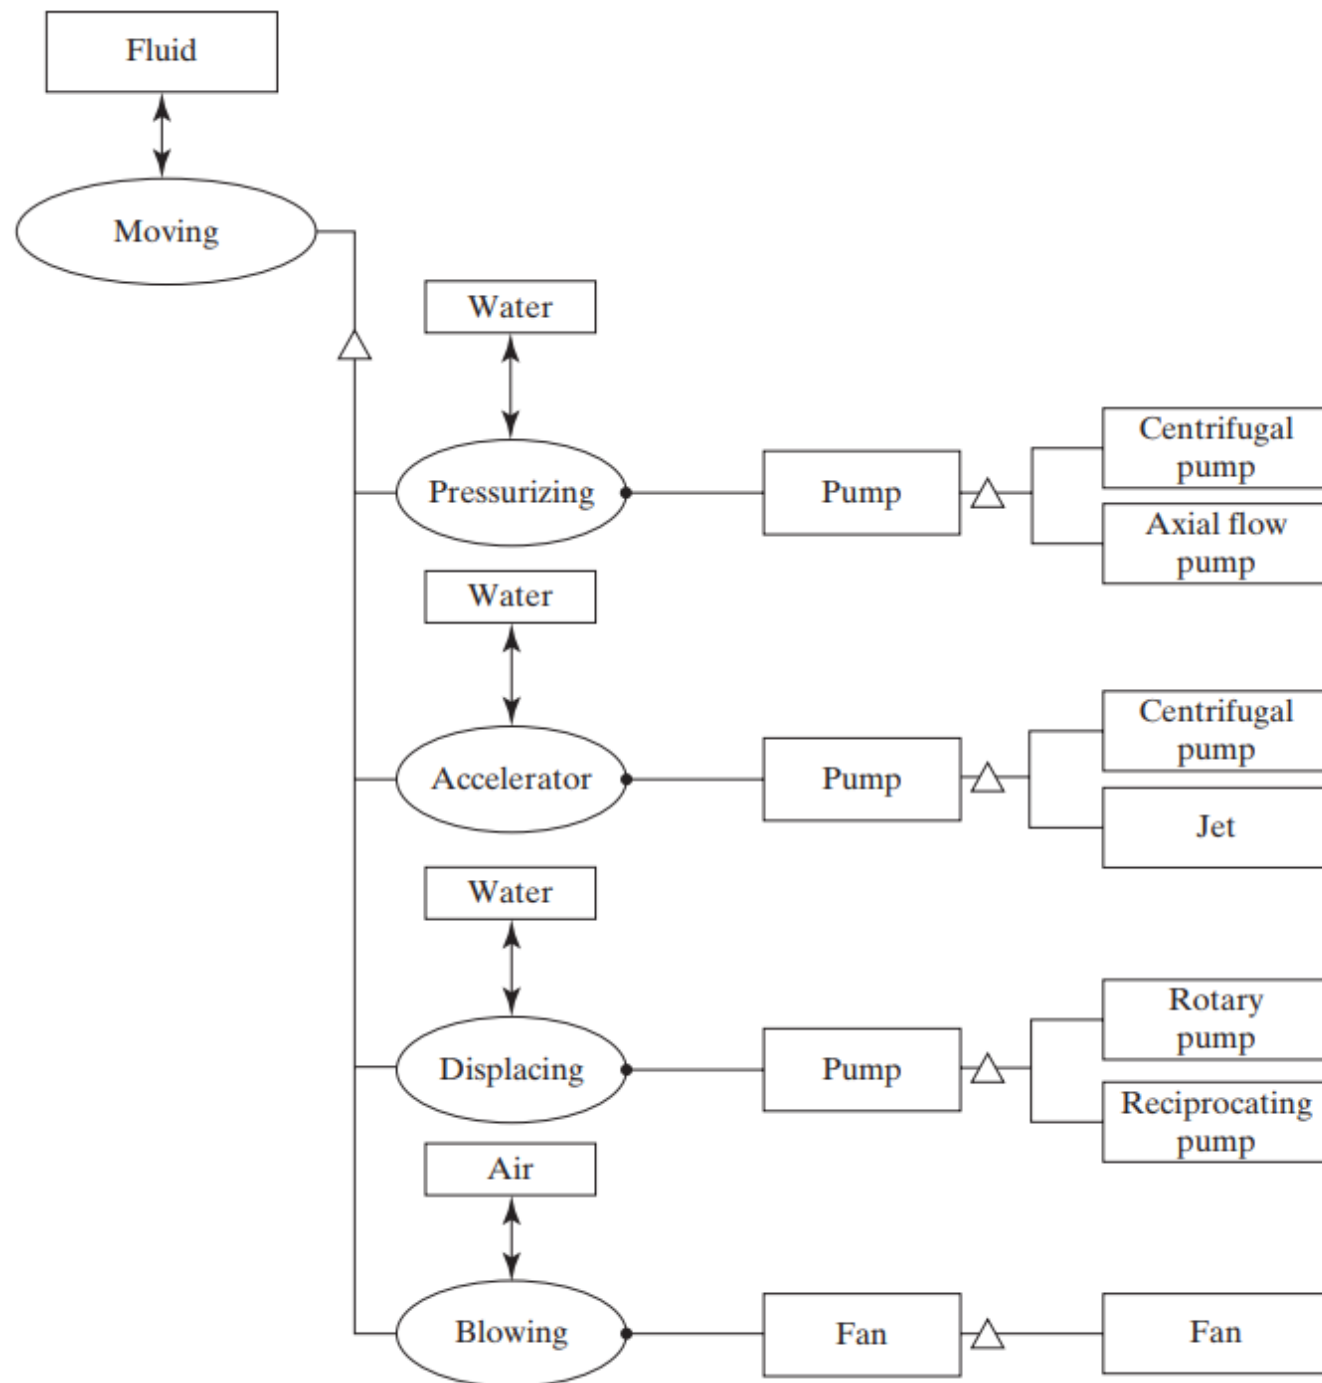 Fluid
Moving
Water
Pressurizing
Pump
Centrifugal
pump
Axial flow
pump
Water
Accelerator
Pump
Centrifugal
pump
Jet
Water
Displacing
Pump
Rotary
pump
Reciprocating
pump
Air
Blowing
Fan
Fan